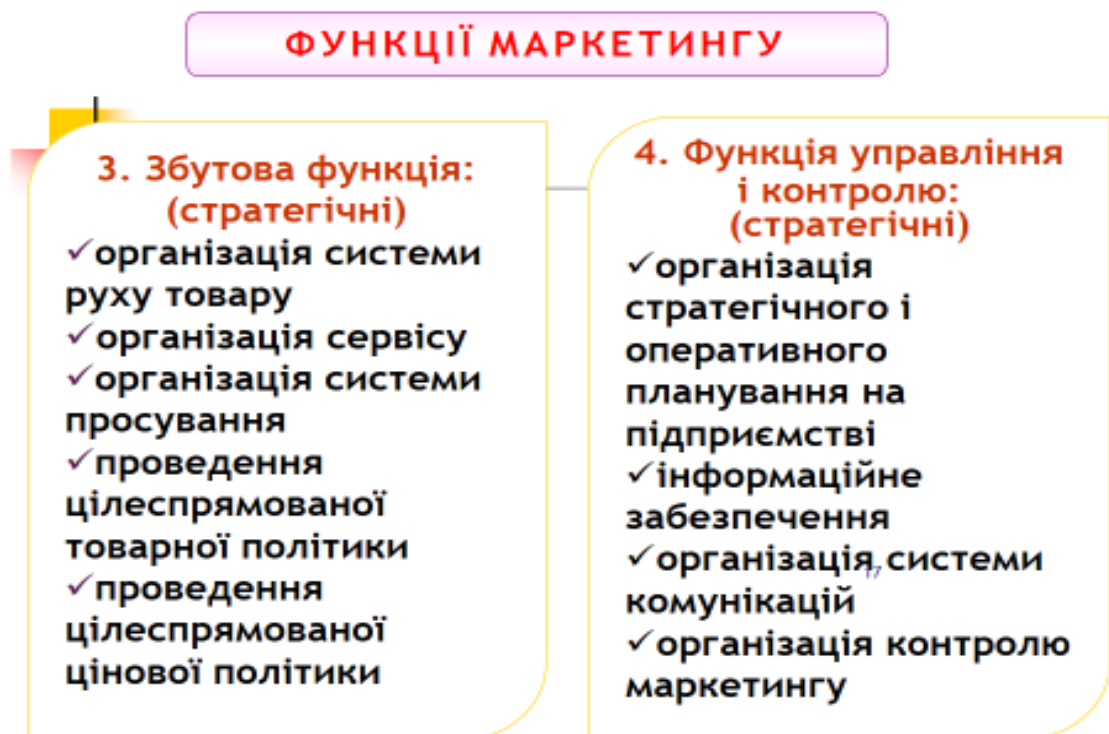 ФУНКЦІЇ МАРКЕТИНГУ
3. Збутова функція:
(стратегічні)
✓організація системи
руху товару
✓організація сервісу
✓організація системи
просування
✓проведення
цілеспрямованої
товарної політики
✓проведення
цілеспрямованої
цінової політики
4. Функція управління
і контролю:
(стратегічні)
✓організація
стратегічного і
оперативного
планування на
підприємстві
✓інформаційне
забезпечення
✓організація системи
комунікацій
✓організація контролю
маркетингу
17